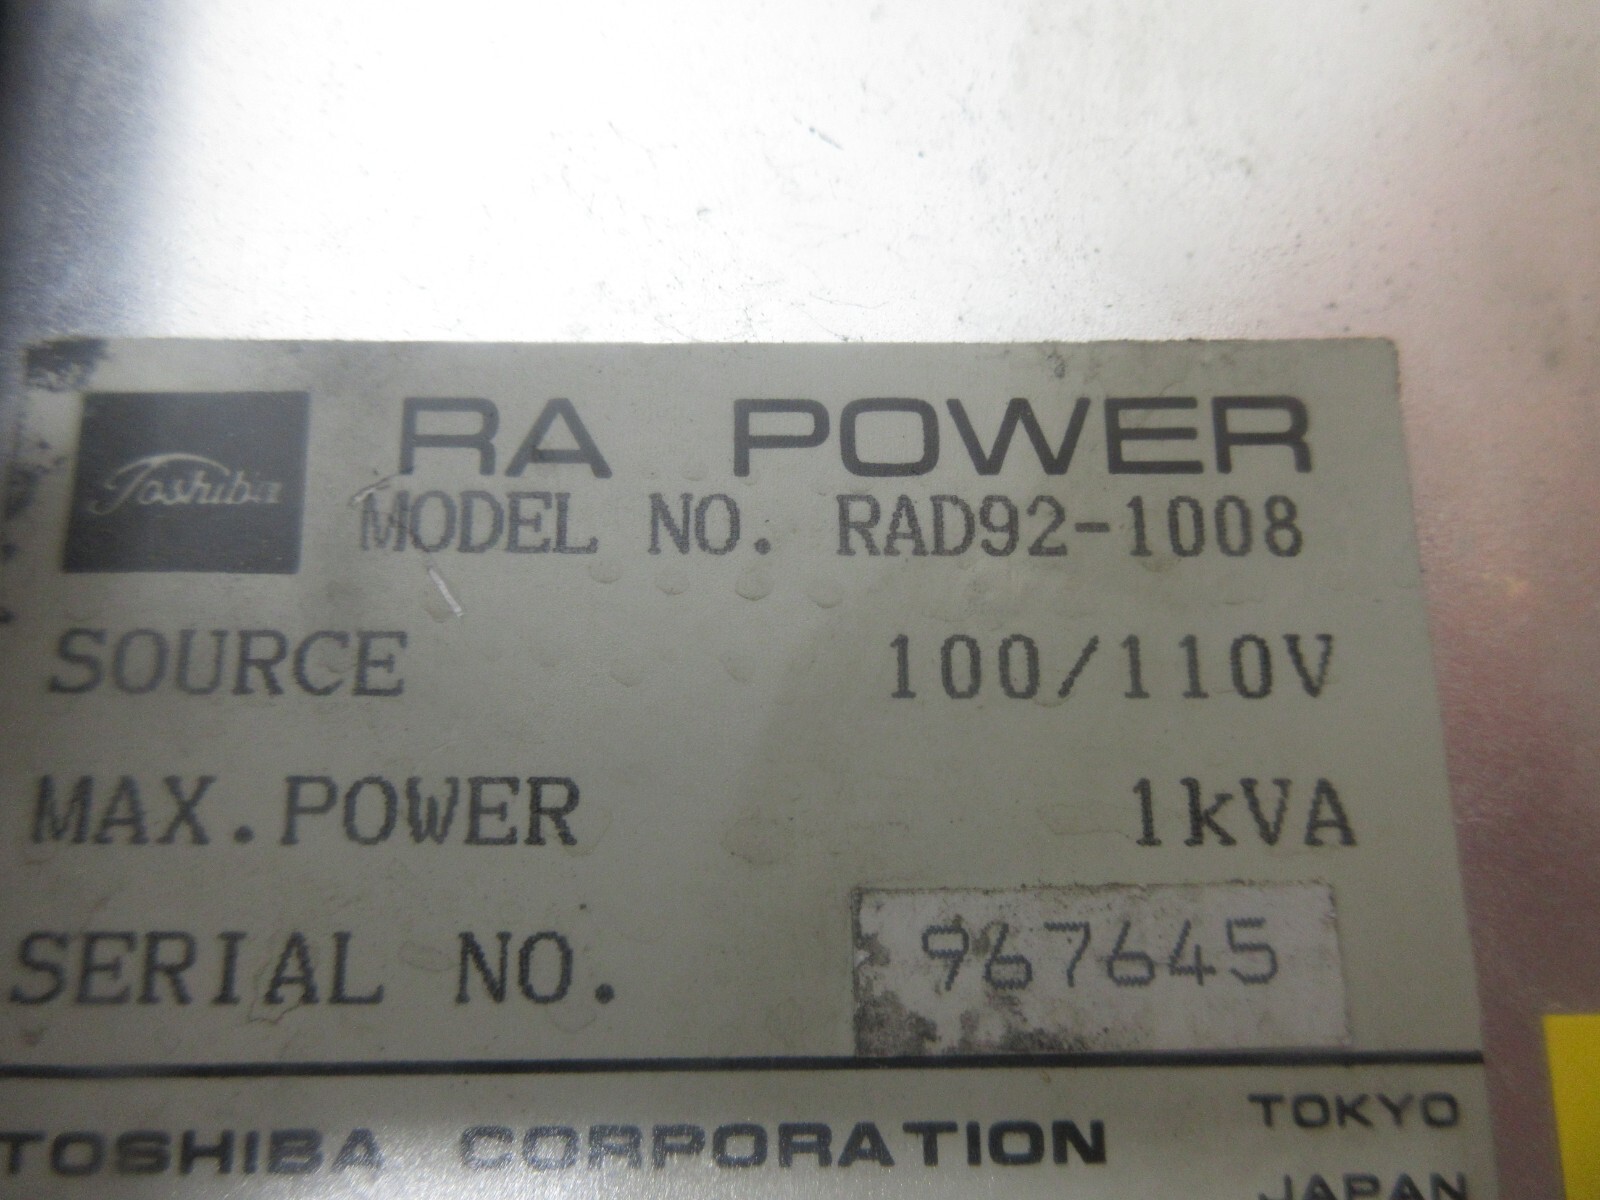 Toshiba
RA POWER
MODEL NO. RAD92-1008
SOURCE 100/110V
MAX.POWER 1kVA
SERIAL NO. 967645
TOSHIBA CORPORATION TOKYO
JAPAN